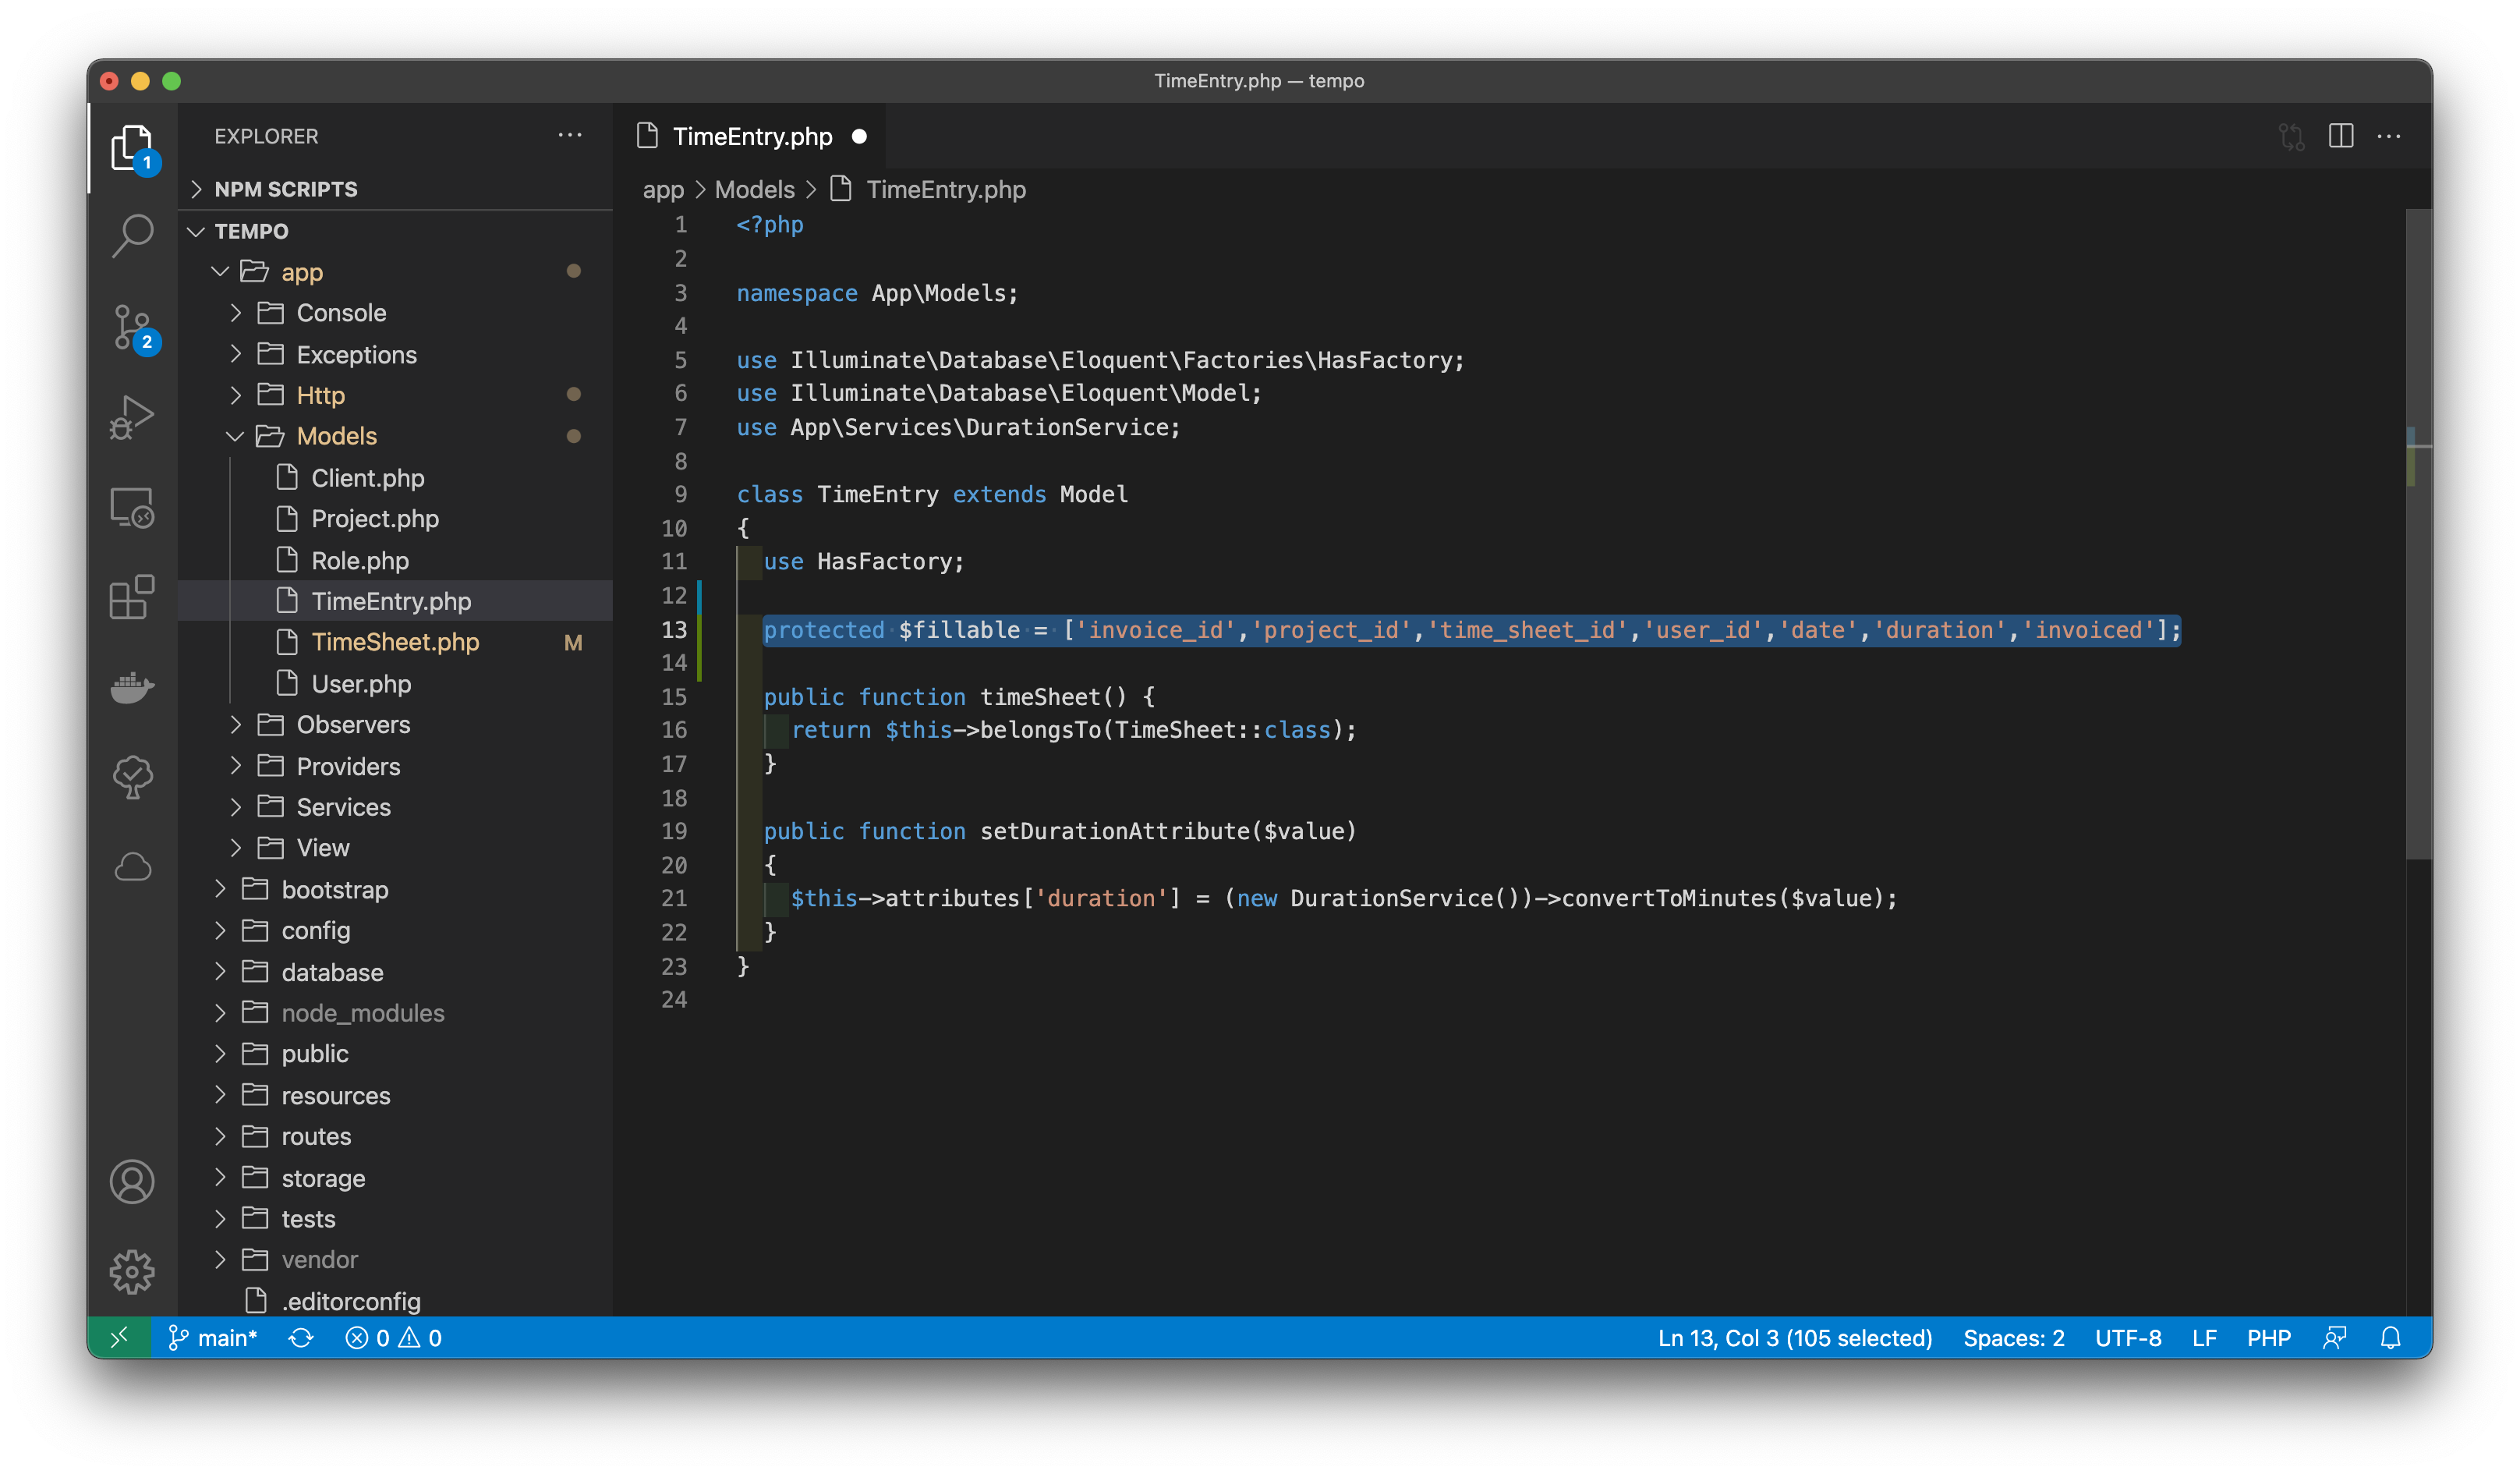 TimeEntry.php — tempo
EXPLORER
NPM SCRIPTS
TEMPO
app
Console
Exceptions
Http
Models
Client.php
Project.php
Role.php
TimeEntry.php
TimeSheet.php M
User.php
Observers
Providers
Services
View
bootstrap
config
database
node_modules
public
resources
routes
storage
tests
vendor
.editorconfig
1
2
TimeEntry.php
app > Models > TimeEntry.php
1 <?php
2
3 namespace App\Models;
4
5 use Illuminate\Database\Eloquent\Factories\HasFactory;
6 use Illuminate\Database\Eloquent\Model;
7 use App\Services\DurationService;
8
9 class TimeEntry extends Model
10 {
11 use HasFactory;
12
13 protected $fillable = ['invoice_id','project_id','time_sheet_id','user_id','date','duration','invoiced'];
14
15 public function timeSheet() {
16 return $this->belongsTo(TimeSheet::class);
17 }
18
19 public function setDurationAttribute($value)
20 {
21 $this->attributes['duration'] = (new DurationService())->convertToMinutes($value);
22 }
23 }
24
main* 0 0 Ln 13, Col 3 (105 selected) Spaces: 2 UTF-8 LF PHP